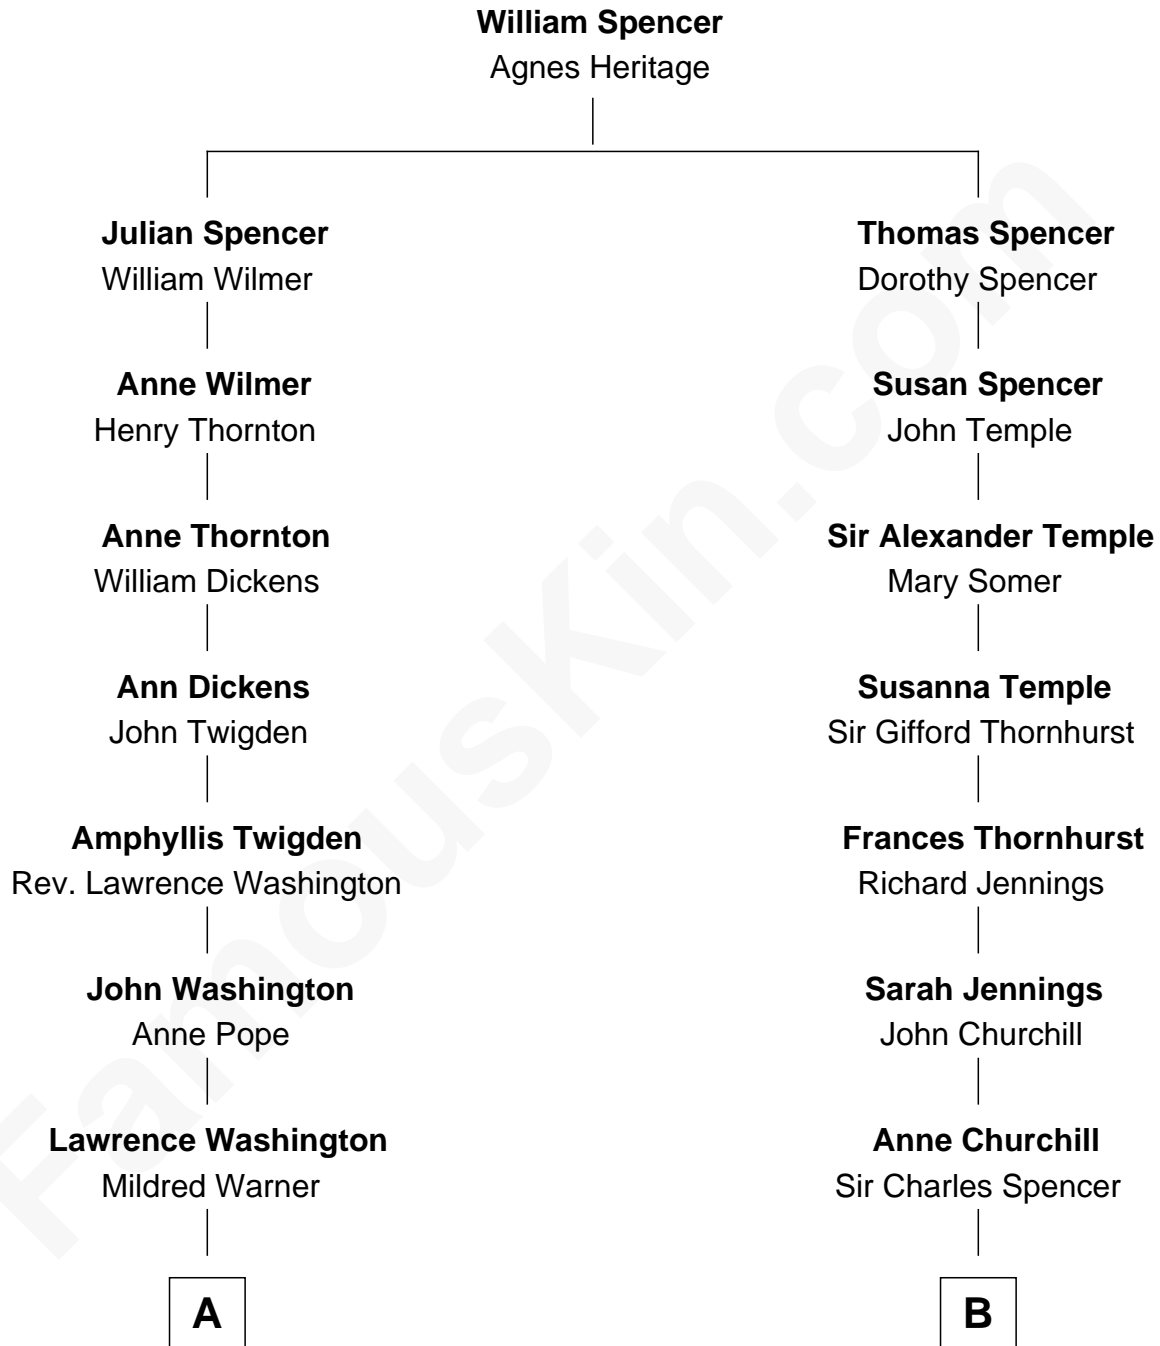 William Spencer
Agnes Heritage
Julian Spencer
William Wilmer
Thomas Spencer
Dorothy Spencer
Anne Wilmer
Henry Thornton
Susan Spencer
John Temple
Anne Thornton
William Dickens
Sir Alexander Temple
Mary Somer
Ann Dickens
John Twigden
Susanna Temple
Sir Gifford Thornhurst
Amphyllis Twigden
Rev. Lawrence Washington
Frances Thornhurst
Richard Jennings
John Washington
Anne Pope
Sarah Jennings
John Churchill
Lawrence Washington
Mildred Warner
Anne Churchill
Sir Charles Spencer
A
B
FamousKin.com